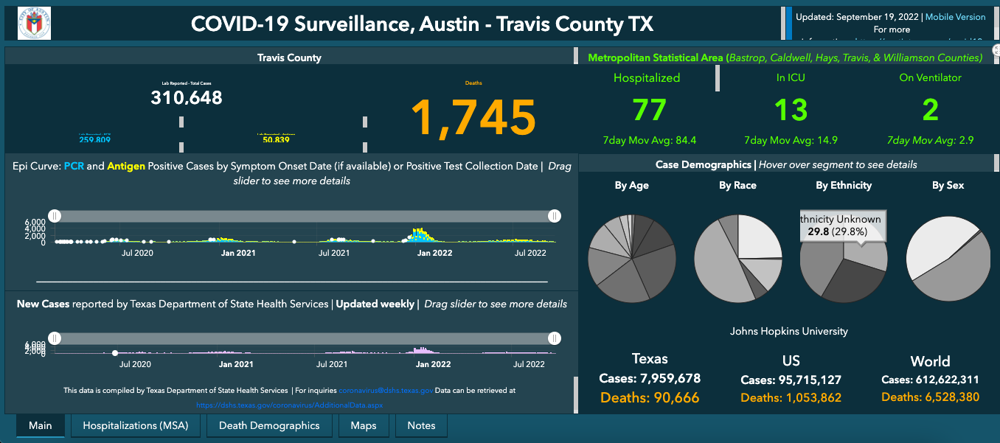 COVID-19 Surveillance, Austin - Travis County TX
Updated: September 19, 2022 | Mobile Version
For more
Travis County
Lab Reported - Total Cases
310,648
259,809
50,839
Deaths
1,745
Metropolitan Statistical Area (Bastrop, Caldwell, Hays, Travis, & Williamson Counties)
Hospitalized
77
7day Mov Avg: 84.4
In ICU
13
7day Mov Avg: 14.9
On Ventilator
2
7day Mov Avg: 2.9
Epi Curve: PCR and Antigen Positive Cases by Symptom Onset Date (if available) or Positive Test Collection Date | Drag
slider to see more details
6,000
4,000
2,000
0
Jul 2020 Jan 2021 Jul 2021 Jan 2022 Jul 2022
New Cases reported by Texas Department of State Health Services | Updated weekly | Drag slider to see more details
6,000
4,000
2,000
0
Jul 2020 Jan 2021 Jul 2021 Jan 2022 Jul 2022
This data is compiled by Texas Department of State Health Services | For inquiries coronavirus@dshs.texas.gov Data can be retrieved at
https://dshs.texas.gov/coronavirus/AdditionalData.aspx
Case Demographics | Hover over segment to see details
By Age By Race By Ethnicity By Sex
thnicity Unknown
29.8 (29.8%)
Johns Hopkins University
Texas
Cases: 7,959,678
Deaths: 90,666
US
Cases: 95,715,127
Deaths: 1,053,862
World
Cases: 612,622,311
Deaths: 6,528,380
Main Hospitalizations (MSA) Death Demographics Maps Notes